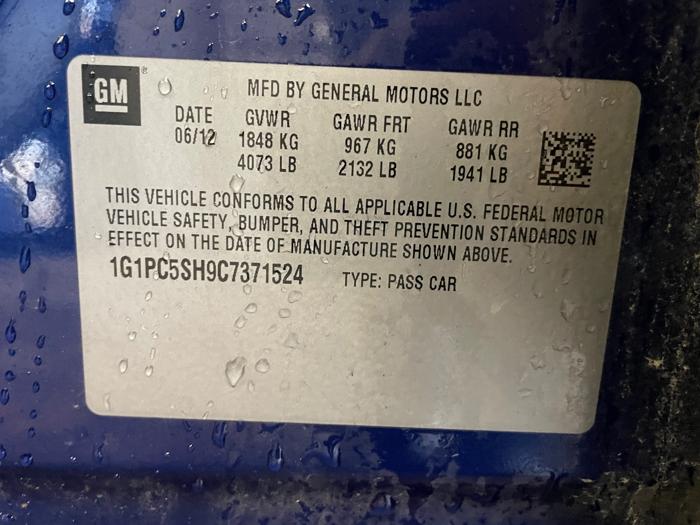 GM
MFD BY GENERAL MOTORS LLC
DATE GVWR GAWR FRT GAWR RR
06/12 1848 KG 967 KG 881 KG
4073 LB 2132 LB 1941 LB
THIS VEHICLE CONFORMS TO ALL APPLICABLE U.S. FEDERAL MOTOR
VEHICLE SAFETY, BUMPER, AND THEFT PREVENTION STANDARDS IN
EFFECT ON THE DATE OF MANUFACTURE SHOWN ABOVE.
1G1PC5SH9C7371524 TYPE: PASS CAR